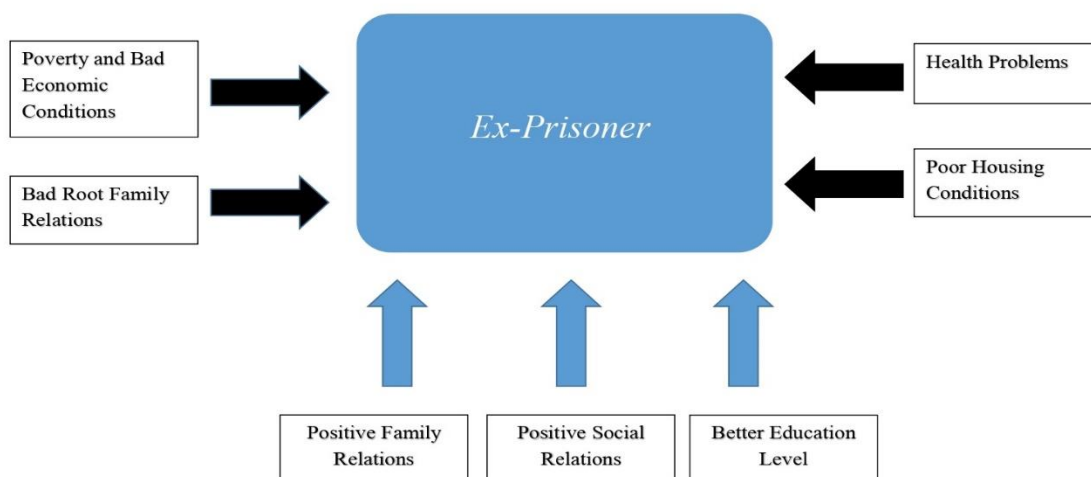 Poverty and Bad
Economic
Conditions
Bad Root Family
Relations
Ex-Prisoner
Health Problems
Poor Housing
Conditions
Positive Family
Relations
Positive Social
Relations
Better Education
Level